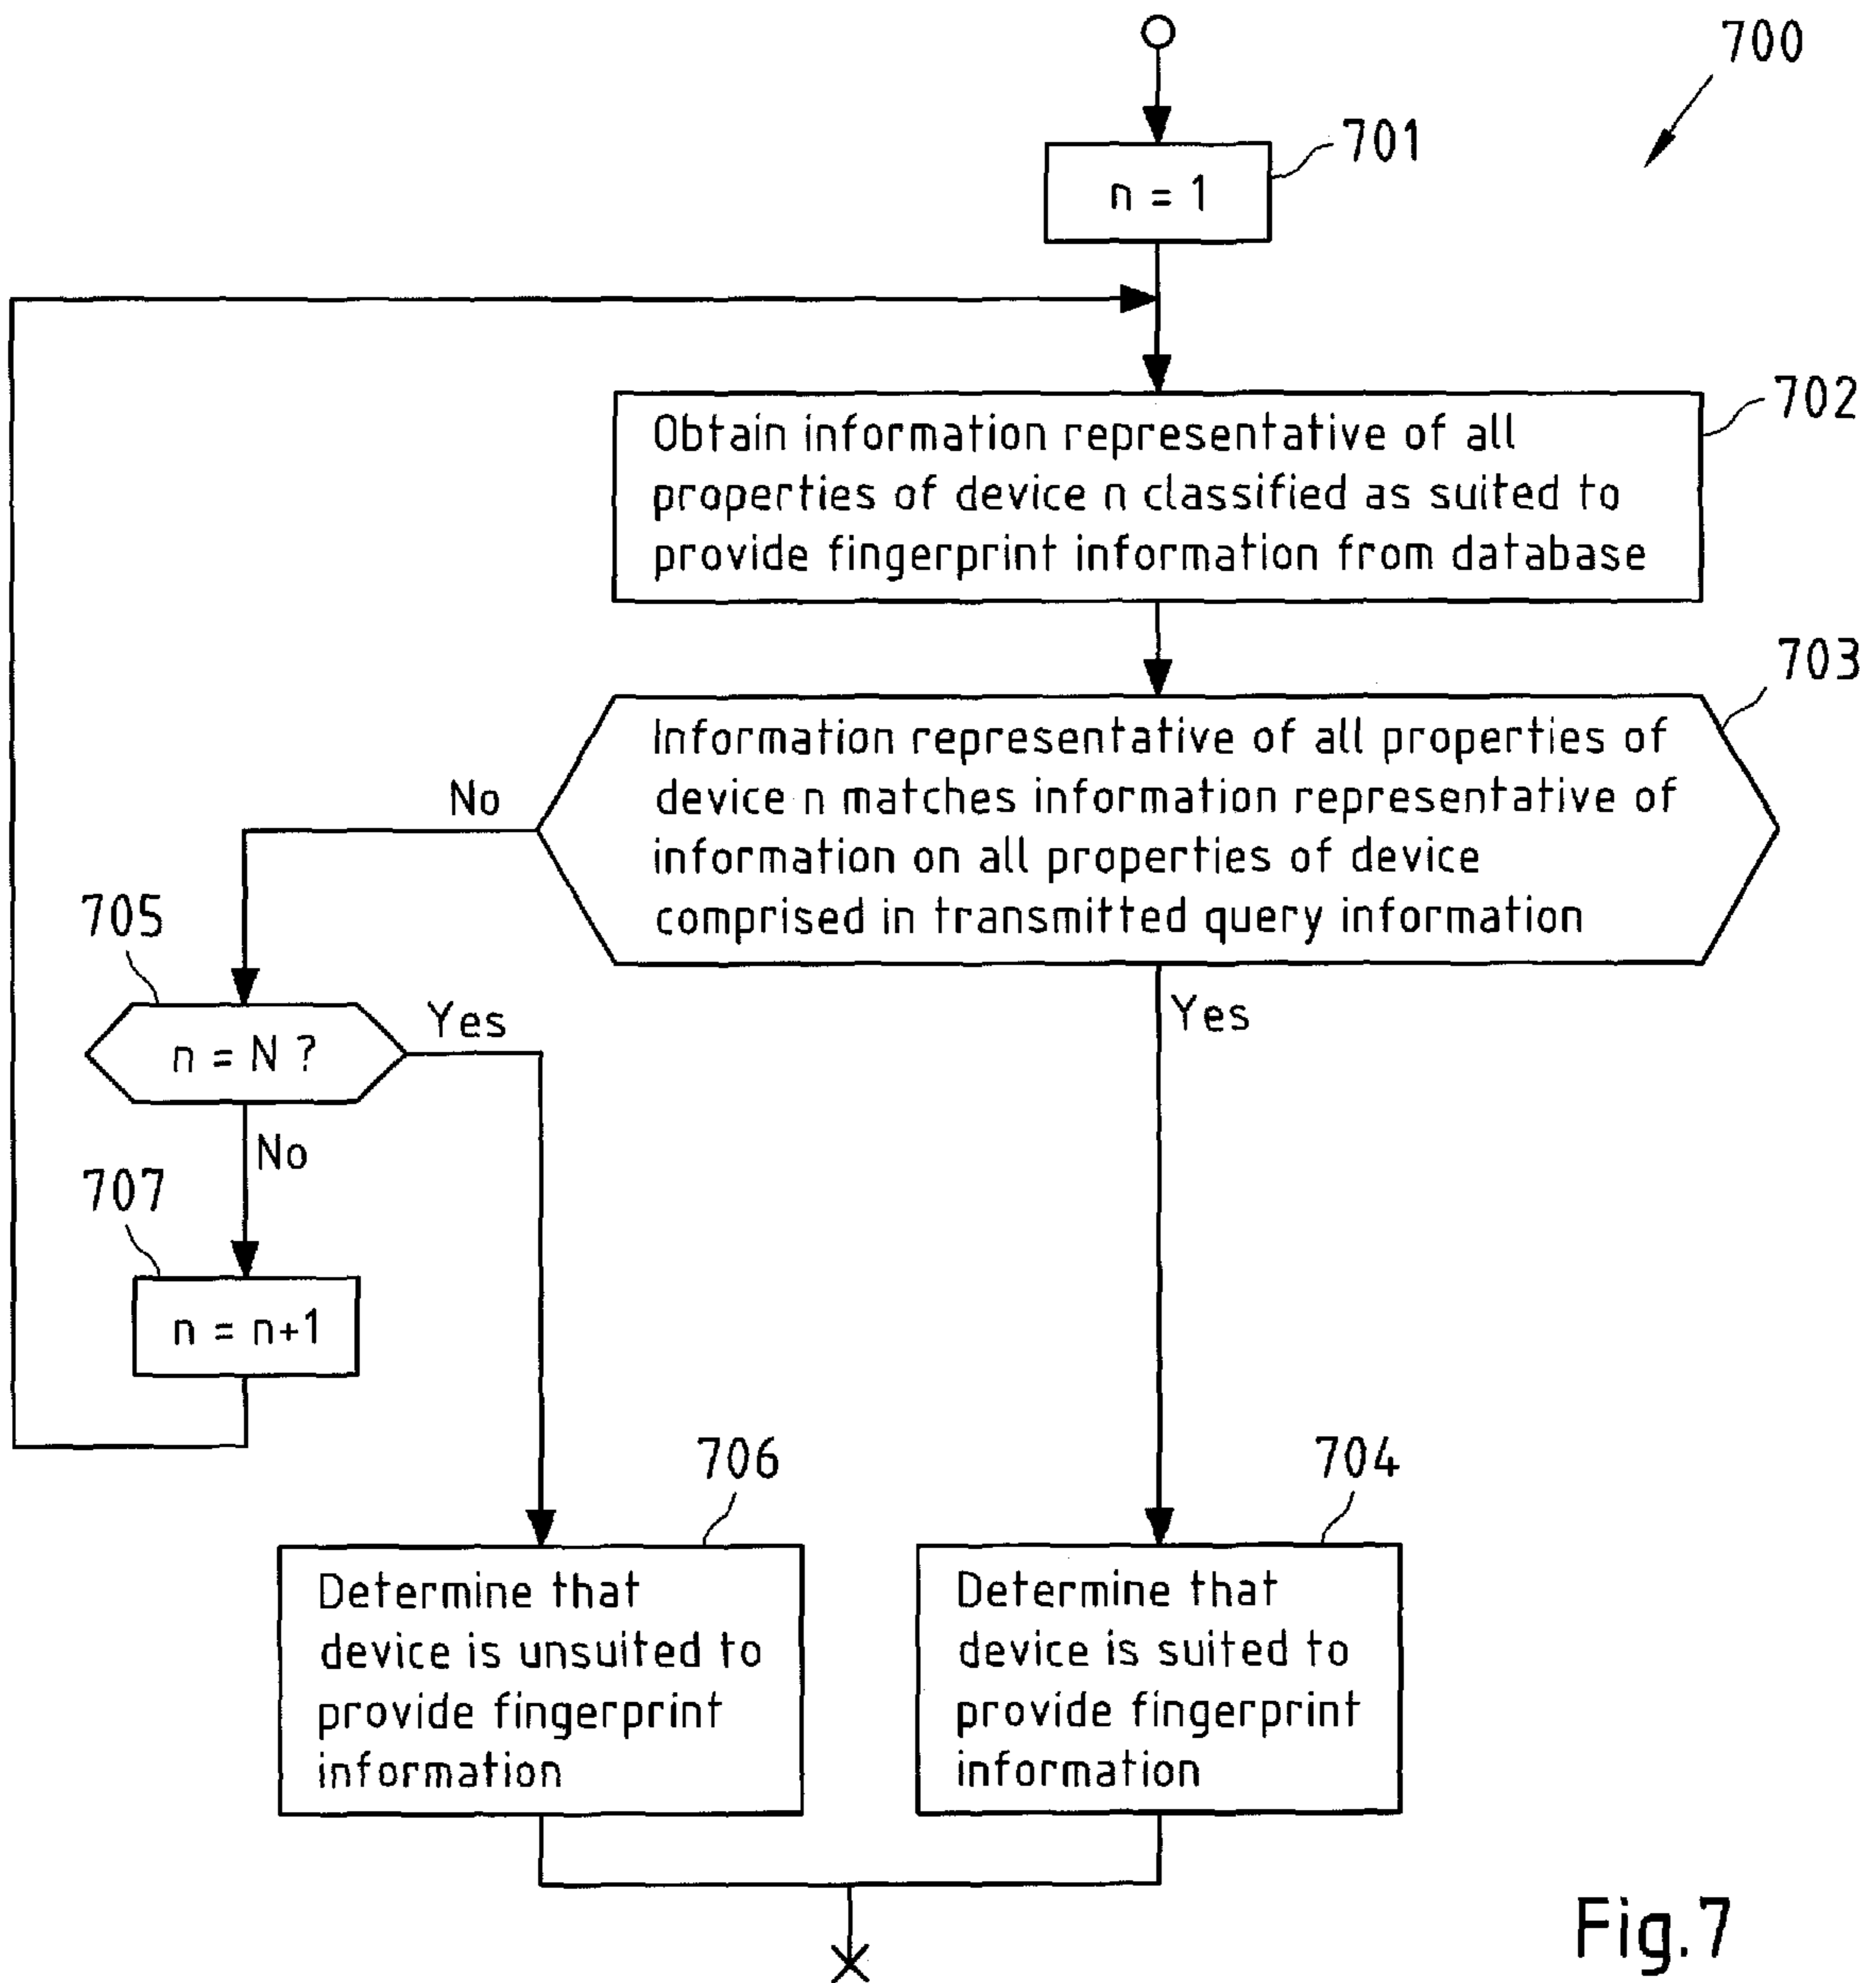 700
701
n = 1
702
Obtain information representative of all
properties of device n classified as suited to
provide fingerprint information from database
703
Information representative of all properties of
device n matches information representative of
information on all properties of device
comprised in transmitted query information
No
Yes
705
n = N ?
Yes
No
707
n = n+1
706
Determine that
device is unsuited to
provide fingerprint
information
704
Determine that
device is suited to
provide fingerprint
information
Fig.7